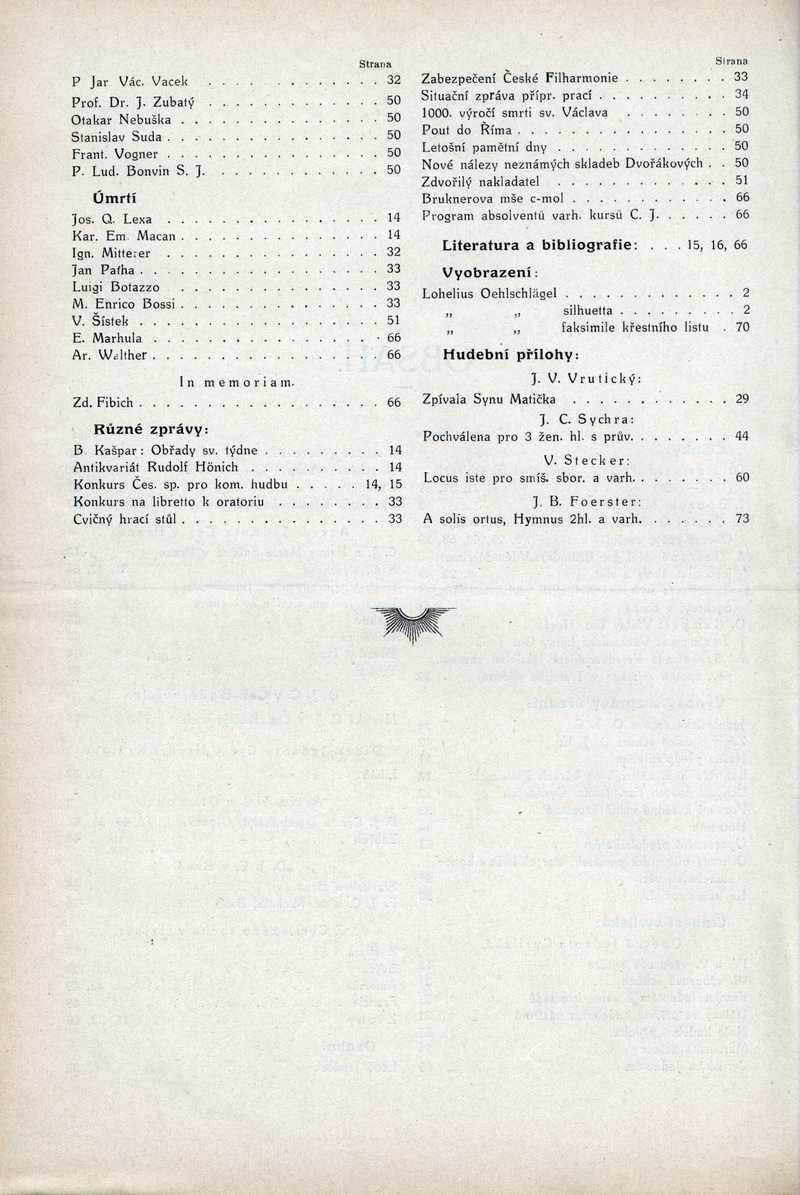 Strana
P Jar Vác. Vacek . . . . . . . . . . . . 32
Prof. Dr. J. Zubatý . . . . . . . . . . . . 50
Otakar Nebuška . . . . . . . . . . . . . . 50
Stanislav Suda . . . . . . . . . . . . . . . 50
Frant. Vogner . . . . . . . . . . . . . . . 50
P. Lud. Bonvin S. J. . . . . . . . . . . . 50
Úmrtí
Jos. Q. Lexa . . . . . . . . . . . . . . . 14
Kar. Em. Macan . . . . . . . . . . . . . . 14
Ign. Mitterer . . . . . . . . . . . . . . . 32
Jan Paťha . . . . . . . . . . . . . . . . 33
Luigi Botazzo . . . . . . . . . . . . . . 33
M. Enrico Bossi . . . . . . . . . . . . . . 33
V. Šístek . . . . . . . . . . . . . . . . . 51
E. Marhula . . . . . . . . . . . . . . . . 66
Ar. Walther . . . . . . . . . . . . . . . . 66
In memoriam.
Zd. Fibich . . . . . . . . . . . . . . . . . 66
Různé zprávy:
B. Kašpar: Obřady sv. týdne . . . . . . . . . 14
Antikvariát Rudolf Hönich . . . . . . . . . . 14
Konkurs Čes. sp. pro kom. hudbu . . . . . 14, 15
Konkurs na libretto k oratoriu . . . . . . . . 33
Cvičný hrací stůl . . . . . . . . . . . . . . . 33
Strana
Zabezpečení České Filharmonie . . . . . . . . 33
Situační zpráva přípr. prací . . . . . . . . . . 34
1000. výročí smrti sv. Václava . . . . . . . 50
Pout do Říma . . . . . . . . . . . . . . . . 50
Letošní pamětní dny . . . . . . . . . . . . . 50
Nové nálezy neznámých skladeb Dvořákových . . 50
Zdvořilý nakladatel . . . . . . . . . . . . . 51
Bruknerova mše c-mol . . . . . . . . . . . . 66
Program absolventů varh. kursů C. J. . . . . . 66
Literatura a bibliografie: . . . 15, 16, 66
Vyobrazení:
Lohelius Oehlschlägel . . . . . . . . . . . . . 2
„ „ silhuetta . . . . . . . . . 2
„ „ faksimile křestního listu . 70
Hudební přílohy:
J. V. Vrutický:
Zpívala Synu Matička . . . . . . . . . . . . 29
J. C. Sychra:
Pochválena pro 3 žen. hl. s prův. . . . . . . . 44
V. Stecker:
Locus iste pro smíš. sbor. a varh. . . . . . . . 60
J. B. Foerster:
A solis ortus, Hymnus 2hl. a varh. . . . . . . 73